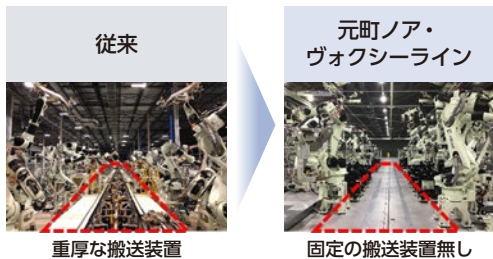 従来
元町ノア・
ヴォクシーライン
重厚な搬送装置
固定の搬送装置無し